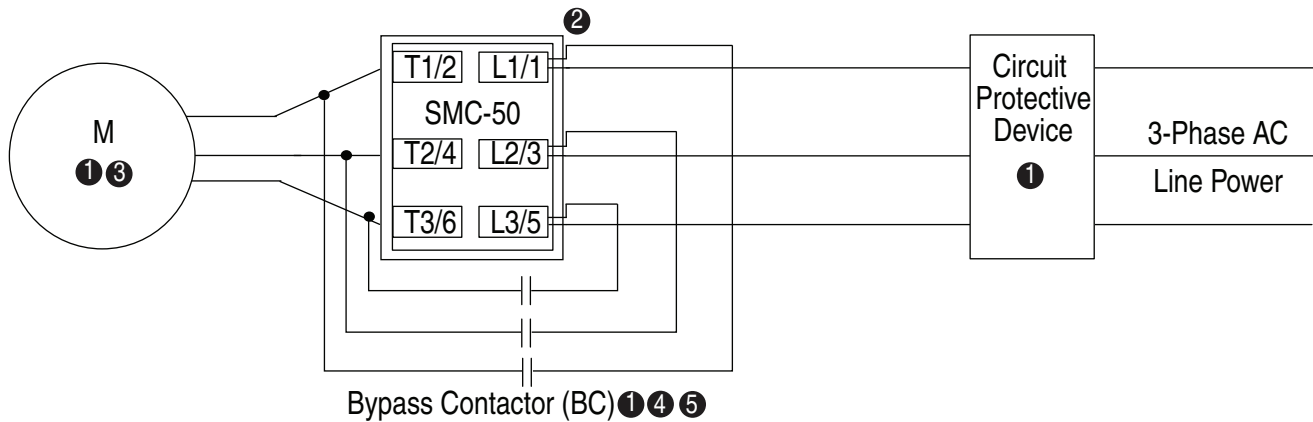 ❷
T1/2 L1/1
SMC-50
T2/4 L2/3
T3/6 L3/5
M
❶❸
Circuit
Protective
Device
❶
3-Phase AC
Line Power
Bypass Contactor (BC)❶❹❺